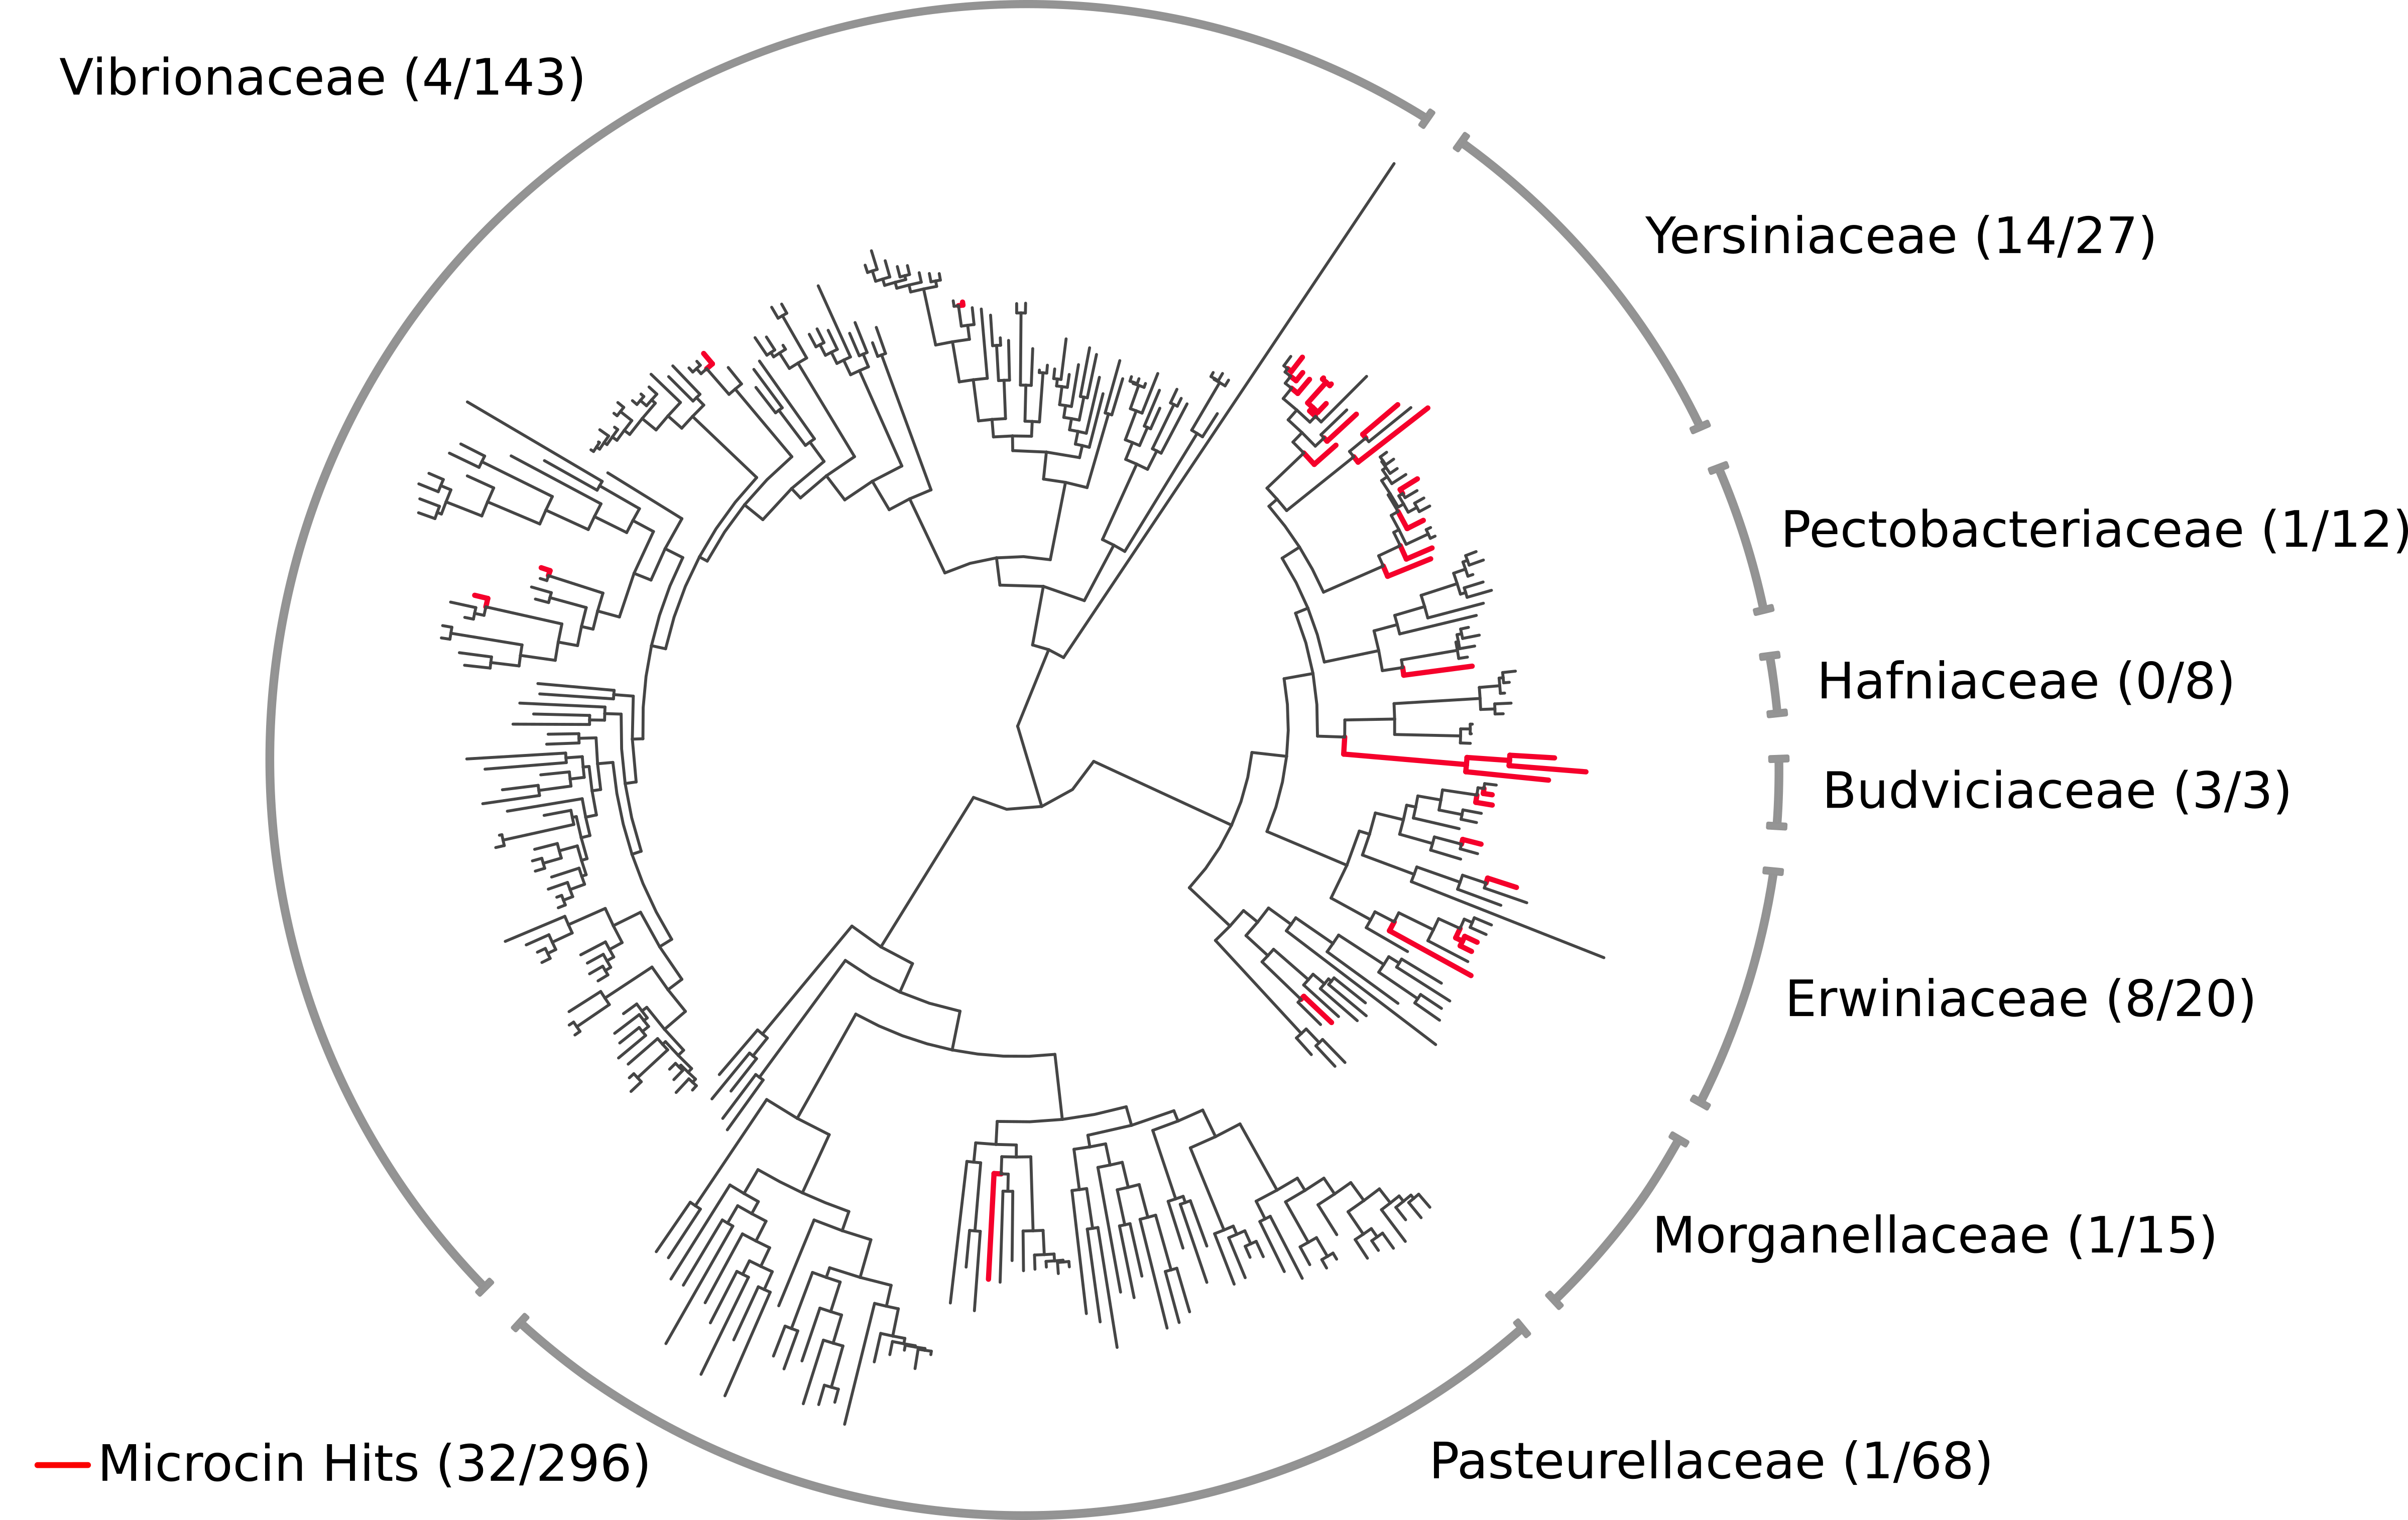 Vibrionaceae (4/143)
Yersiniaceae (14/27)
Pectobacteriaceae (1/12)
Hafniaceae (0/8)
Budviciaceae (3/3)
Erwiniaceae (8/20)
Morganellaceae (1/15)
Pasteurellaceae (1/68)
Microcin Hits (32/296)